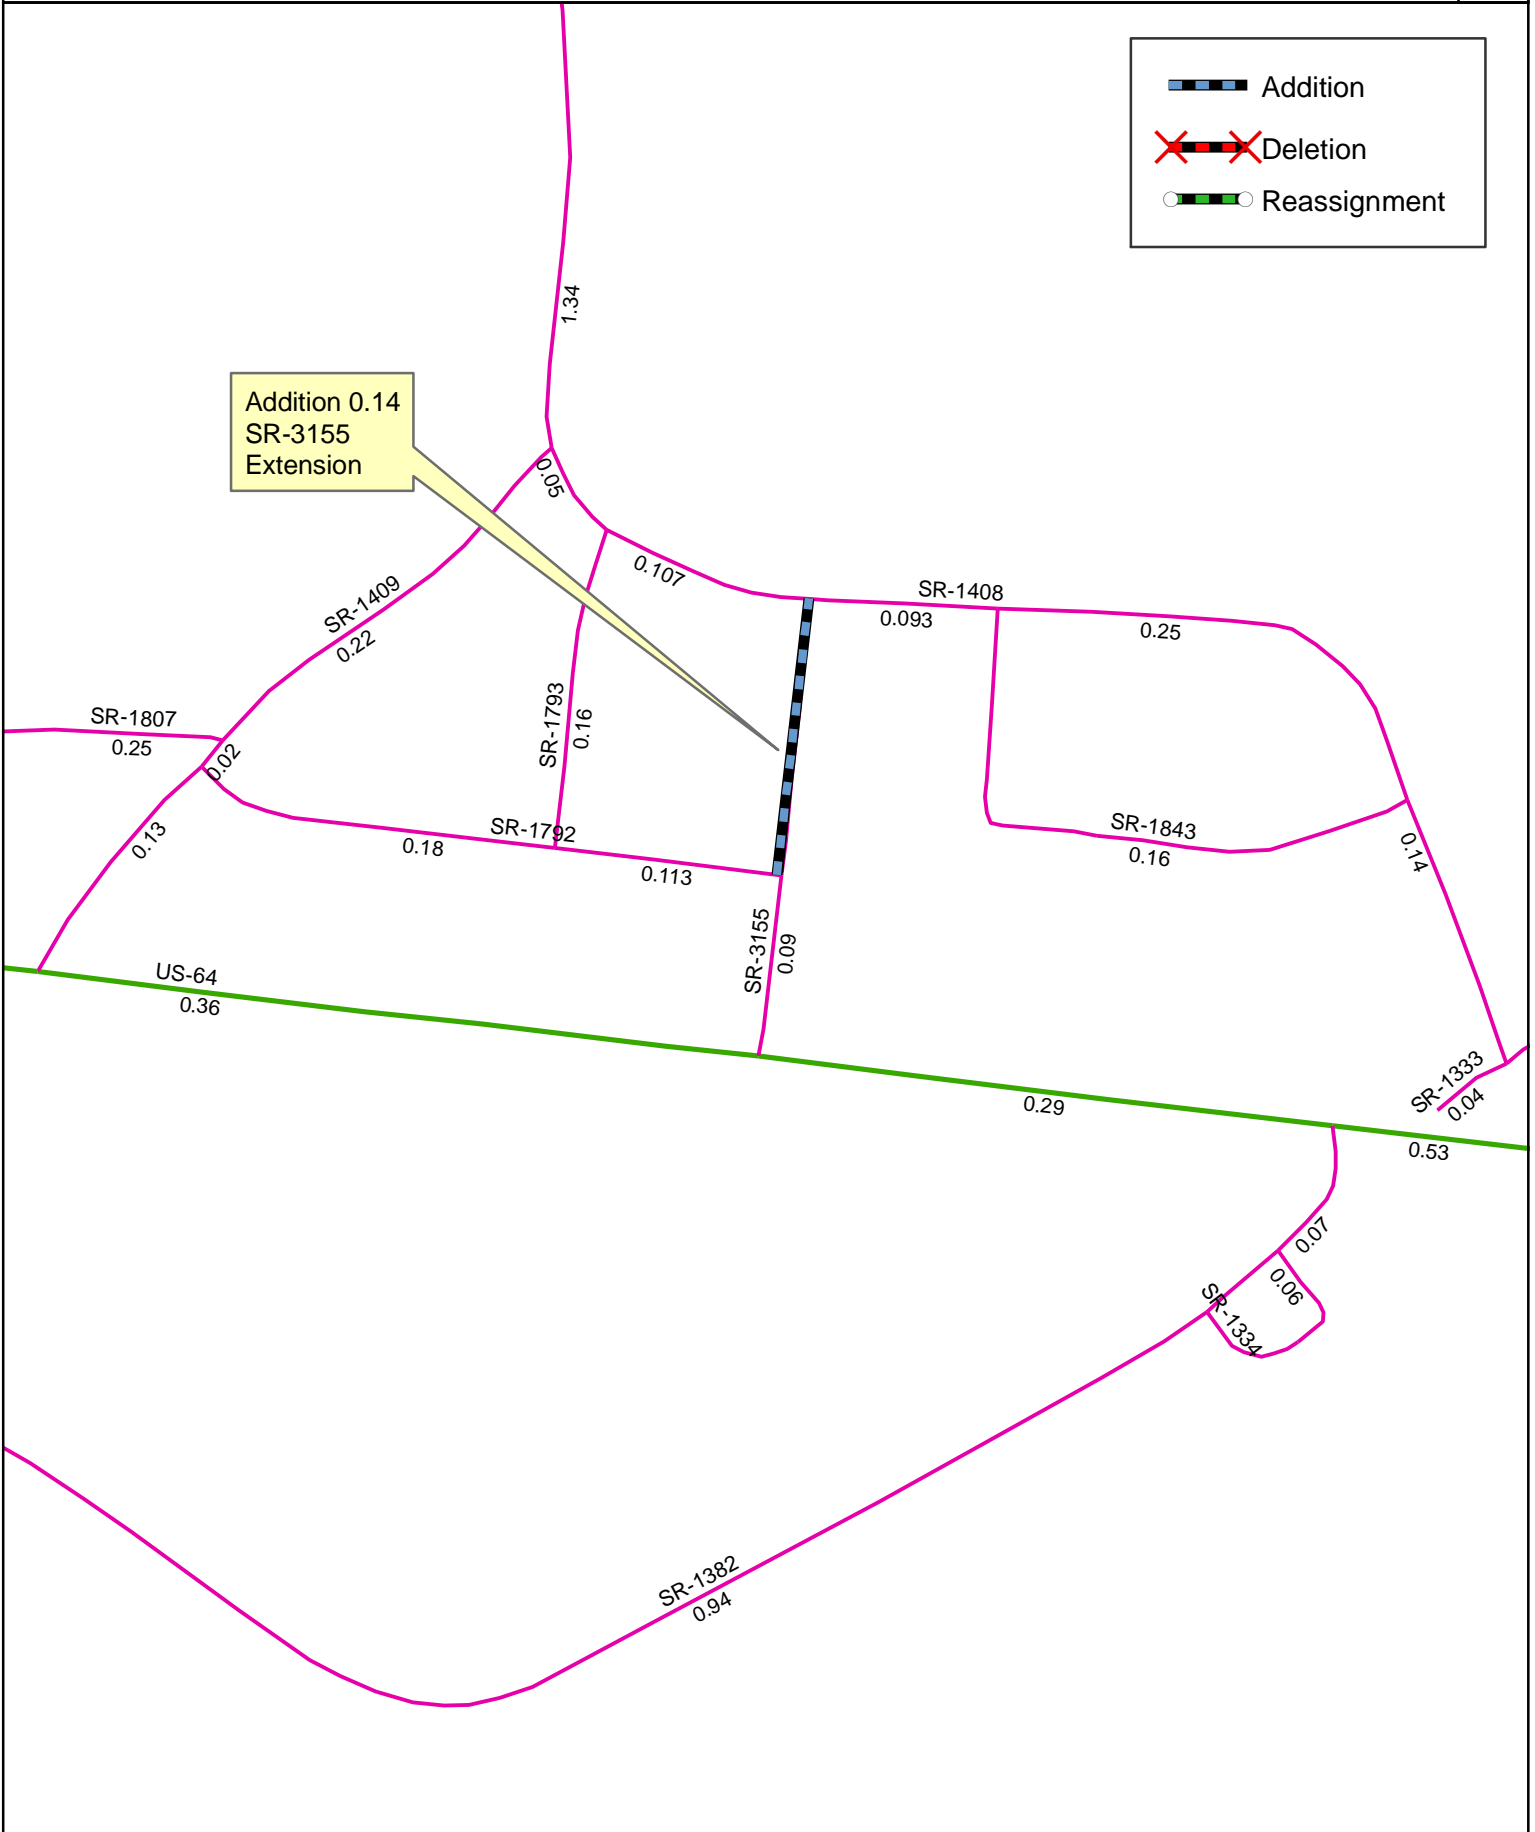 Addition
Deletion
Reassignment
1.34
Addition 0.14
SR-3155
Extension
0.05
0.107
SR-1408
0.093
0.25
SR-1409
0.22
SR-1793
0.16
SR-1807
0.25
0.02
0.13
SR-1792
0.18
0.113
SR-1843
0.16
0.14
SR-3155
0.09
US-64
0.36
0.29
SR-1333
0.04
0.53
0.07
0.06
SR-1334
SR-1382
0.94